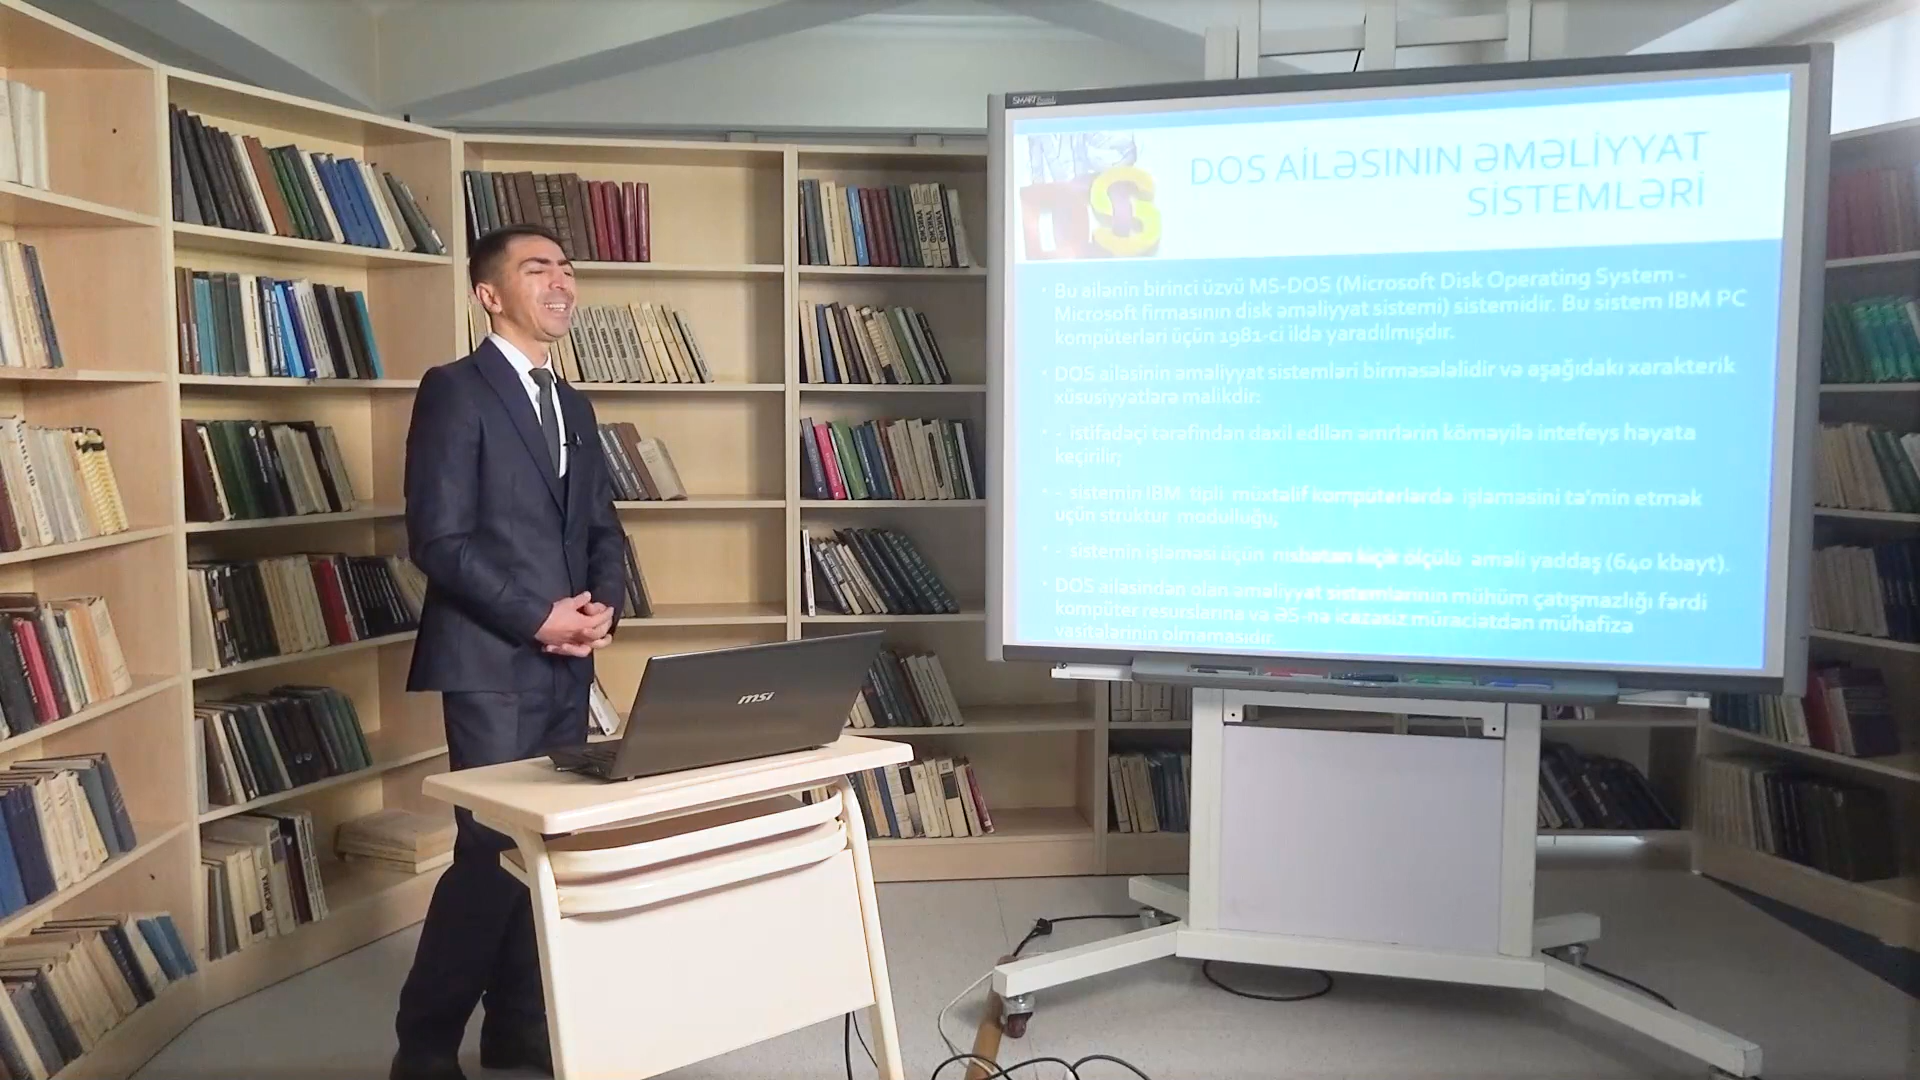 SMART Board
DOS AİLƏSININ ƏMƏLİYYAT
SİSTEMLƏRİ
• Bu ailənin birinci üzvü MS-DOS (Microsoft Disk Operating System -
Microsoft firmasının disk əməliyyat sistemi) sistemidir. Bu sistem IBM PC
kompüterləri üçün 1981-ci ildə yaradılmışdır.
• DOS ailəsinin əməliyyat sistemləri birməsələlidir və aşağıdakı xarakterik
xüsusiyyətlərə malikdir:
• - istifadəçi tərəfindən daxil edilən əmrlərin köməyilə intefeys həyata
keçirilir;
• - sistemin IBM tipli müxtəlif kompüterlərdə işləməsini tə'min etmək
üçün struktur modulluğu;
• - sistemin işləməsi üçün nisbətən kiçik ölçülü əməli yaddaş (640 kbayt).
• DOS ailəsindən olan əməliyyat sistemlərinin mühüm çatışmazlığı fərdi
kompüter resurslarına və ƏS-nə icazəsiz müraciətdən mühafizə
vasitələrinin olmamasıdır.
msi